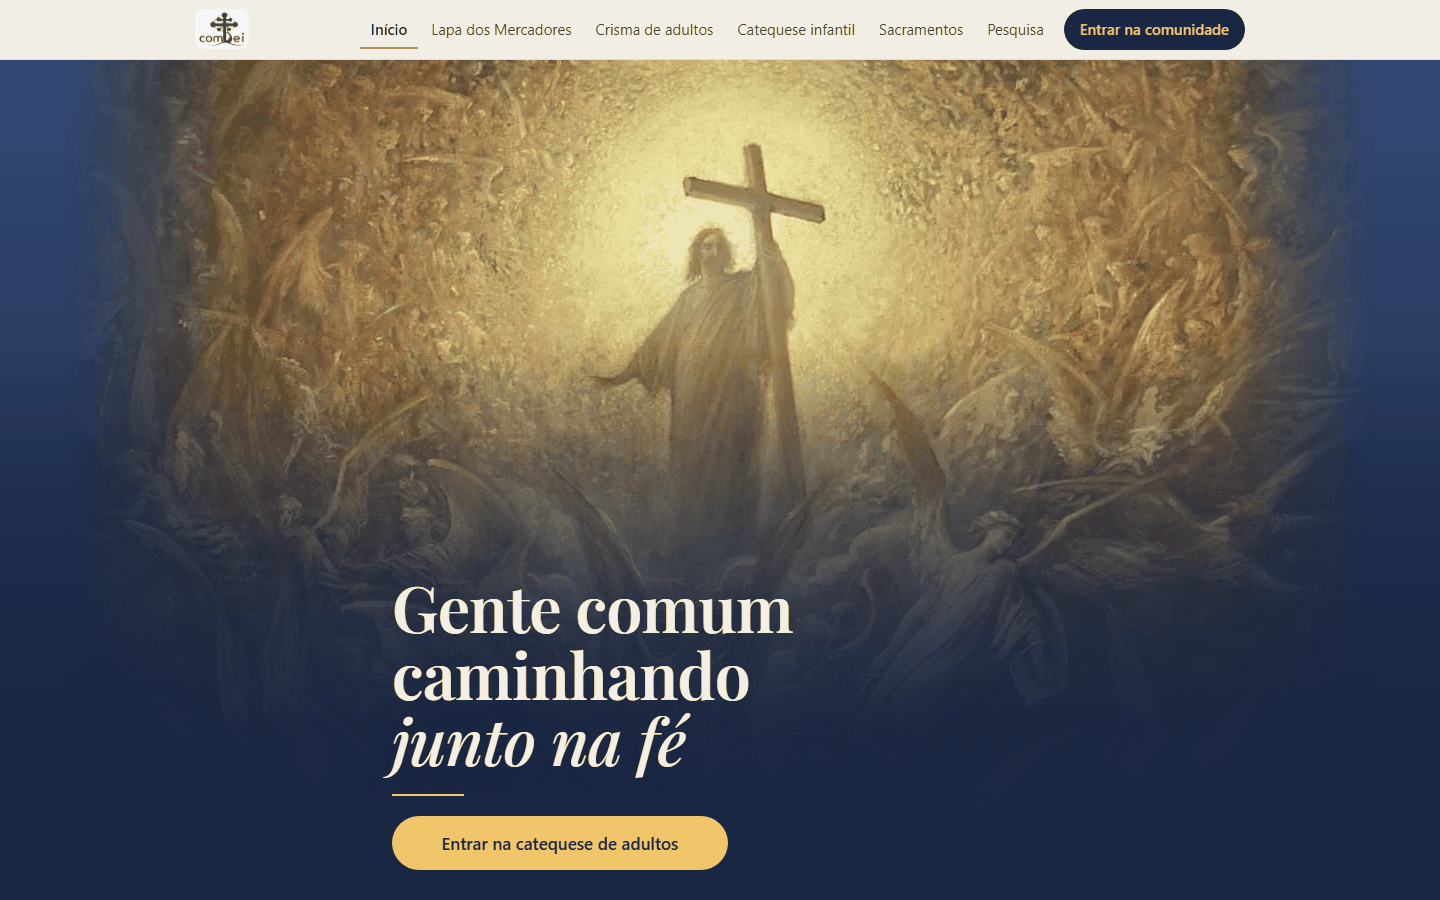 comDei
Início
Lapa dos Mercadores
Crisma de adultos
Catequese infantil
Sacramentos
Pesquisa
Entrar na comunidade
Gente comum
caminhando
junto na fé
Entrar na catequese de adultos